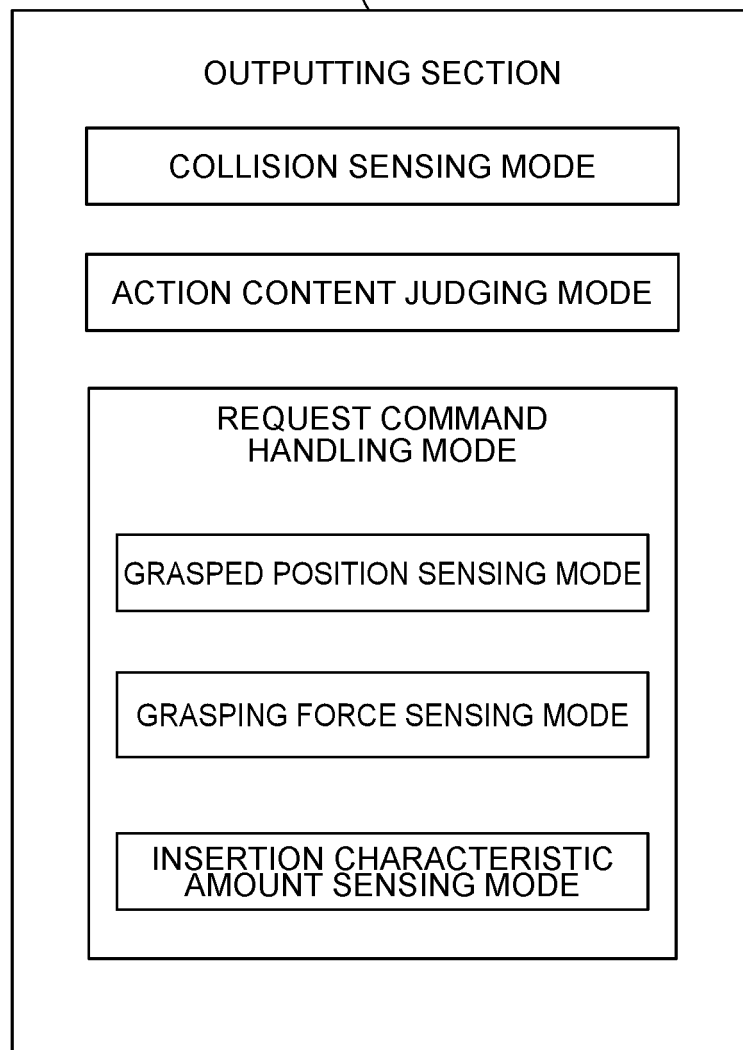 OUTPUTTING SECTION
COLLISION SENSING MODE
ACTION CONTENT JUDGING MODE
REQUEST COMMAND
HANDLING MODE
GRASPED POSITION SENSING MODE
GRASPING FORCE SENSING MODE
INSERTION CHARACTERISTIC
AMOUNT SENSING MODE